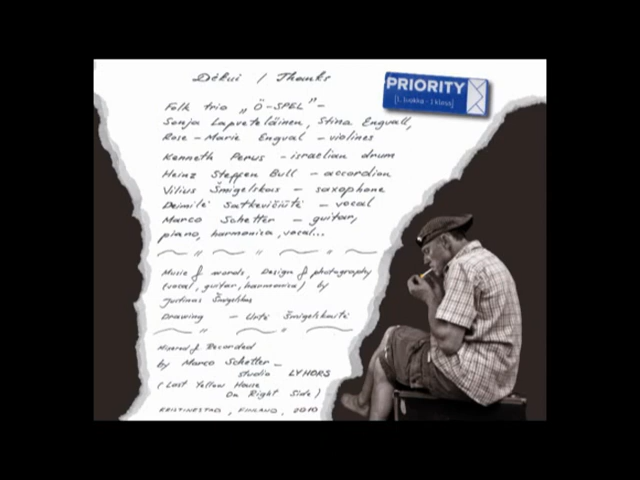 Dėkui / Thanks
PRIORITY
[1. luokka - 1 klass]
Folk trio „Ö-SPEL" –
Sonja Lapveteläinen, Stina Engvall,
Rose-Marie Engval – violines
Kenneth Perus – israelian drum
Heinz Steffen Bull – accordion
Vilius Šmigelskas – saxophone
Deimilė Satkevičiūtė – vocal
Marco Schetter – guitar,
piano, harmonica, vocal...
Music & words, Design & photography
(vocal, guitar, harmonica) by
Justinas Šmigelskas
Drawing – Urtė Šmigelskaitė
Mixered & Recorded
by Marco Schetter –
studio LYHORS
(Last Yellow House
On Right Side)
KRISTINESTAD, FINLAND, 2010